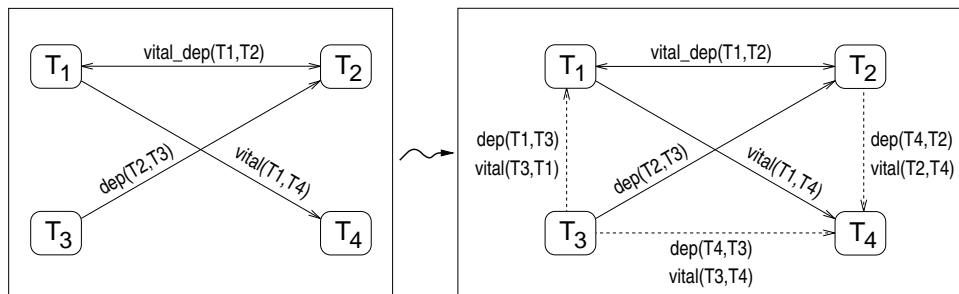 T1
vital_dep(T1,T2)
T2
dep(T2,T3)
vital(T1,T4)
T3
T4
T1
vital_dep(T1,T2)
T2
dep(T1,T3)
vital(T3,T1)
dep(T2,T3)
vital(T1,T4)
dep(T4,T2)
vital(T2,T4)
T3
T4
dep(T4,T3)
vital(T3,T4)